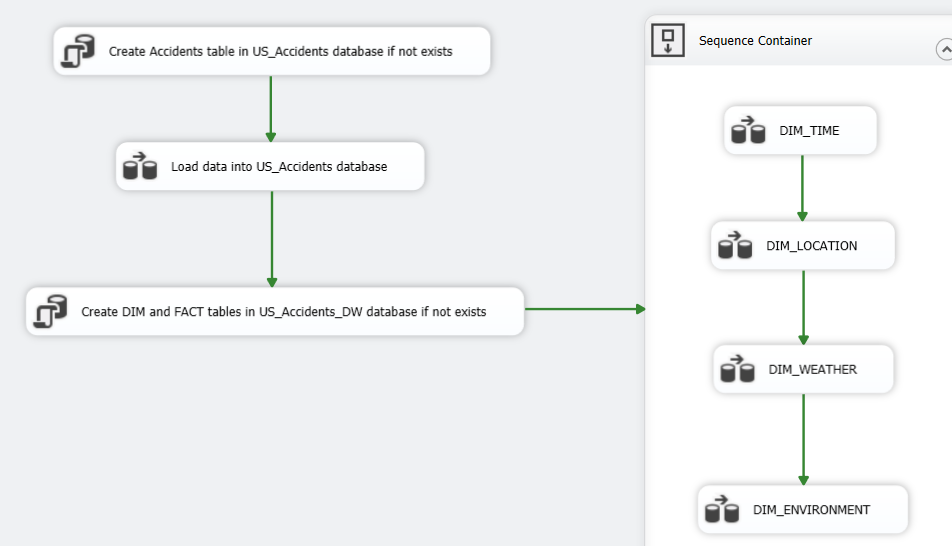 Create Accidents table in US_Accidents database if not exists
Load data into US_Accidents database
Create DIM and FACT tables in US_Accidents_DW database if not exists
Sequence Container
DIM_TIME
DIM_LOCATION
DIM_WEATHER
DIM_ENVIRONMENT